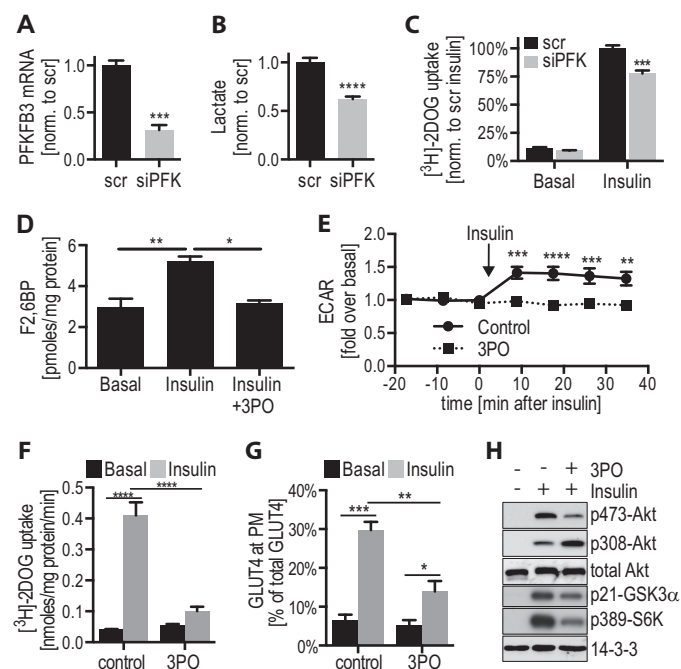 A
PFKFB3 mRNA
[norm. to scr]
1.0
0.5
0.0
***
scr siPFK
B
Lactate
[norm. to scr]
1.0
0.5
0.0
****
scr siPFK
C
[³H]-2DOG uptake
[norm. to scr insulin]
100%
75%
50%
25%
0%
scr
siPFK
***
Basal Insulin
D
F2,6BP
[pmoles/mg protein]
6
4
2
0
**
*
Basal Insulin Insulin
+3PO
E
ECAR
[fold over basal]
2.0
1.5
1.0
0.5
0.0
Insulin
*** **** *** **
Control
3PO
-20 -10 0 10 20 30 40
time [min after insulin]
F
Basal Insulin
[³H]-2DOG uptake
[nmoles/mg protein/min]
0.5
0.4
0.3
0.2
0.1
0.0
****
****
control 3PO
G
Basal Insulin
GLUT4 at PM
[% of total GLUT4]
40%
30%
20%
10%
0%
***
**
*
control 3PO
H
- - + 3PO
- + + Insulin
p473-Akt
p308-Akt
total Akt
p21-GSK3α
p389-S6K
14-3-3